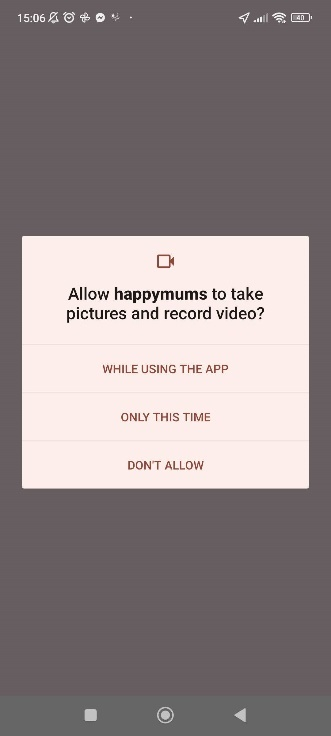 15:06
40
Allow happymums to take
pictures and record video?
WHILE USING THE APP
ONLY THIS TIME
DON'T ALLOW